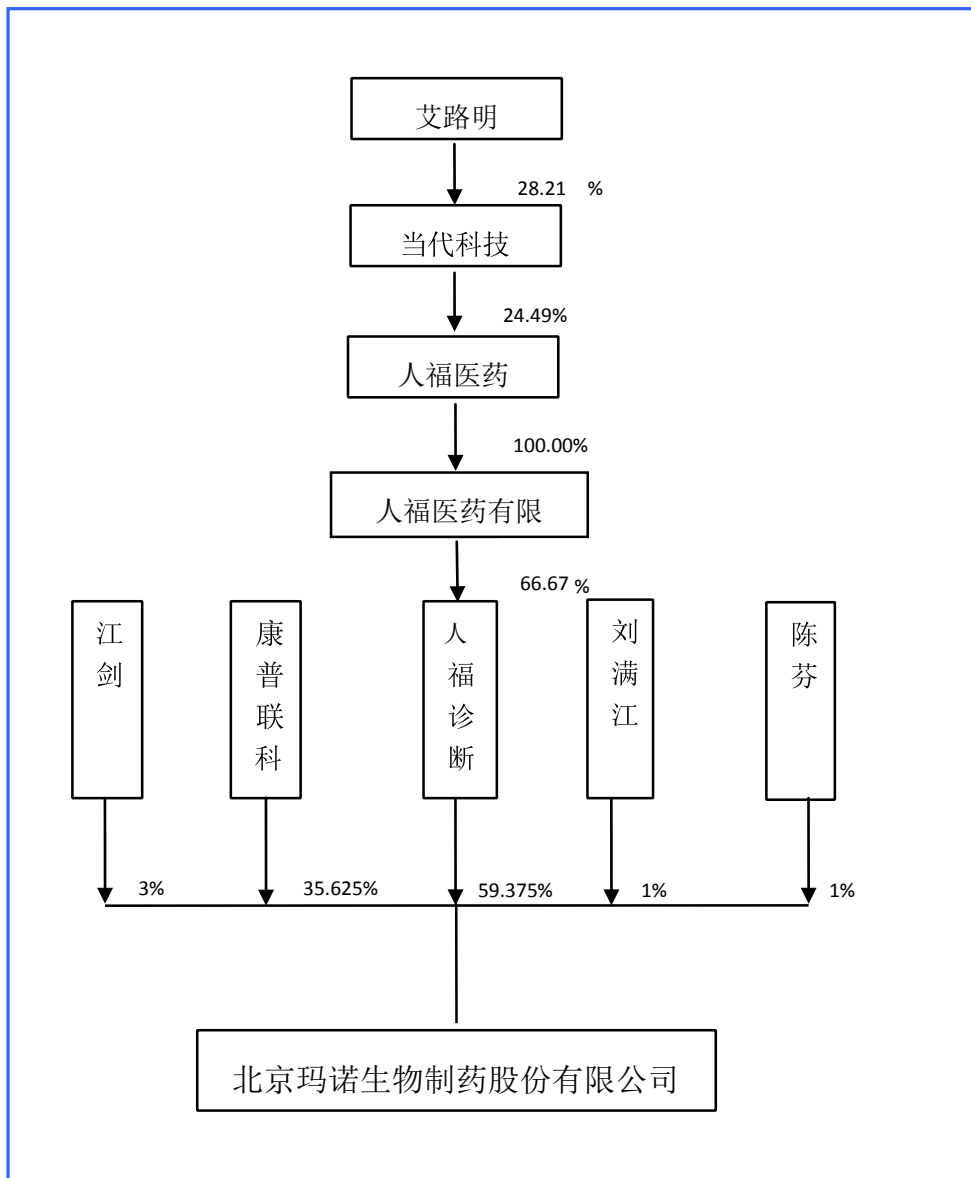 艾路明
28.21 %
当代科技
24.49%
人福医药
100.00%
人福医药有限
66.67 %
江剑
康普联科
人福诊断
刘满江
陈芬
3%
35.625%
59.375%
1%
1%
北京玛诺生物制药股份有限公司